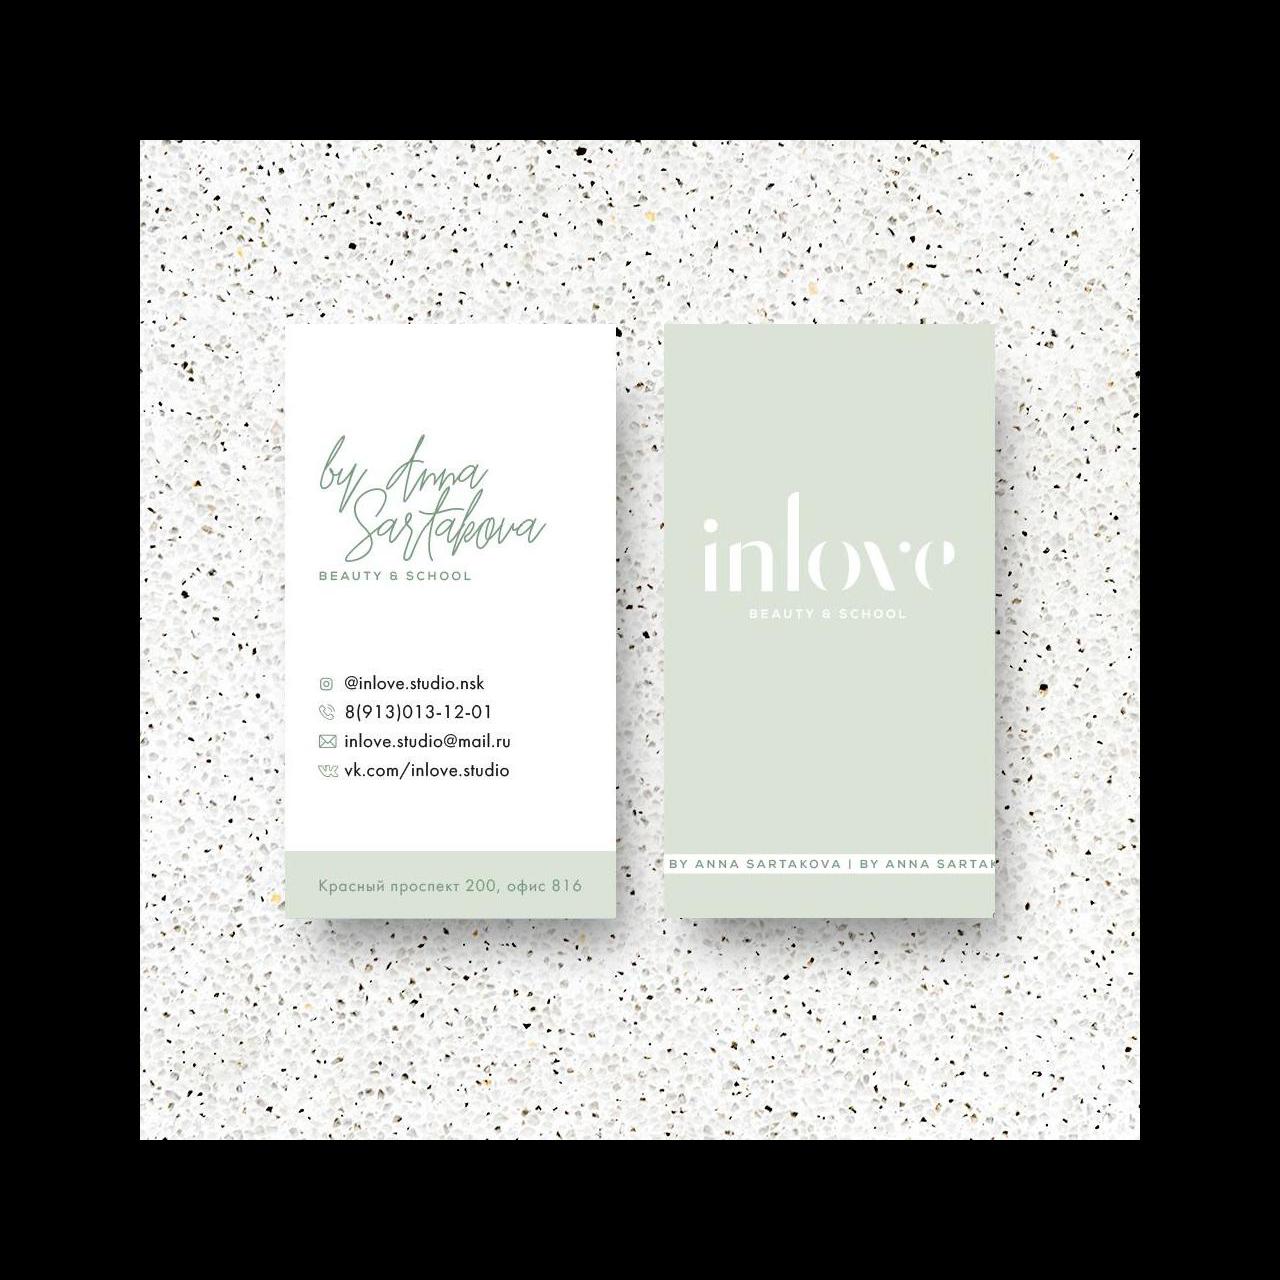 by Anna
Sartakova
BEAUTY & SCHOOL
@inlove.studio.nsk
8(913)013-12-01
inlove.studio@mail.ru
vk.com/inlove.studio
Красный проспект 200, офис 816
inlove
BEAUTY & SCHOOL
BY ANNA SARTAKOVA | BY ANNA SARTAK